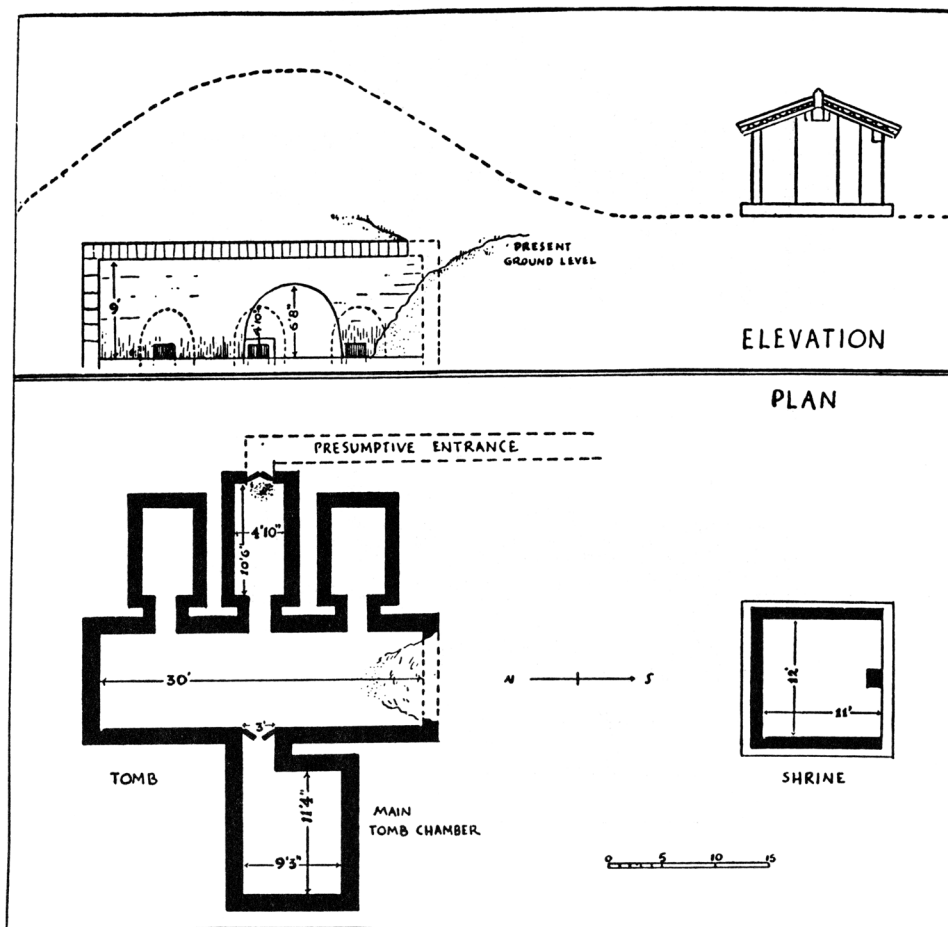 PRESENT
GROUND LEVEL
9'
4'10"
6'8"
ELEVATION
PLAN
PRESUMPTIVE ENTRANCE
4'10"
10'6"
30'
N S
12'
3'
11'
TOMB
SHRINE
11'4"
MAIN
TOMB CHAMBER
9'3"
0 5 10 15